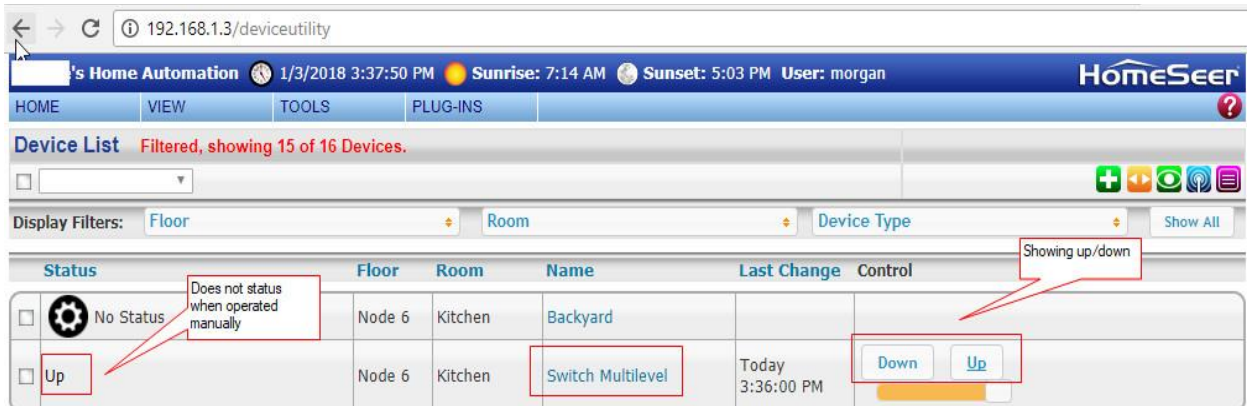 192.168.1.3/deviceutility
's Home Automation 1/3/2018 3:37:50 PM Sunrise: 7:14 AM Sunset: 5:03 PM User: morgan HomeSeer
HOME VIEW TOOLS PLUG-INS ?
Device List Filtered, showing 15 of 16 Devices.
Display Filters: Floor Room Device Type Show All
Showing up/down
Status Floor Room Name Last Change Control
Does not status
when operated
manually
No Status Node 6 Kitchen Backyard
Up Node 6 Kitchen Switch Multilevel Today
3:36:00 PM
Down Up